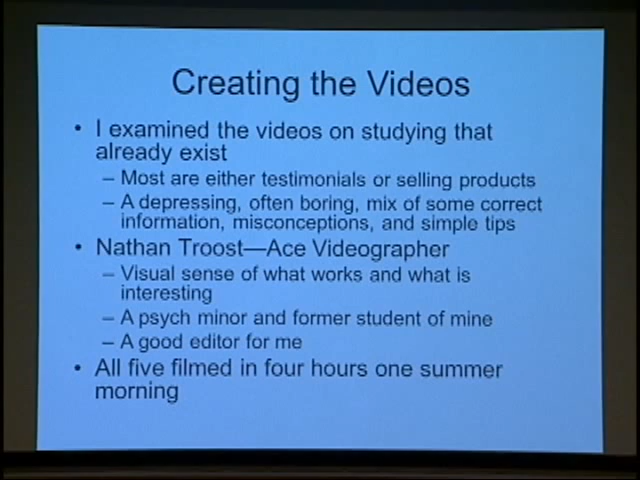 Creating the Videos
• I examined the videos on studying that
already exist
– Most are either testimonials or selling products
– A depressing, often boring, mix of some correct
information, misconceptions, and simple tips
• Nathan Troost—Ace Videographer
– Visual sense of what works and what is
interesting
– A psych minor and former student of mine
– A good editor for me
• All five filmed in four hours one summer
morning